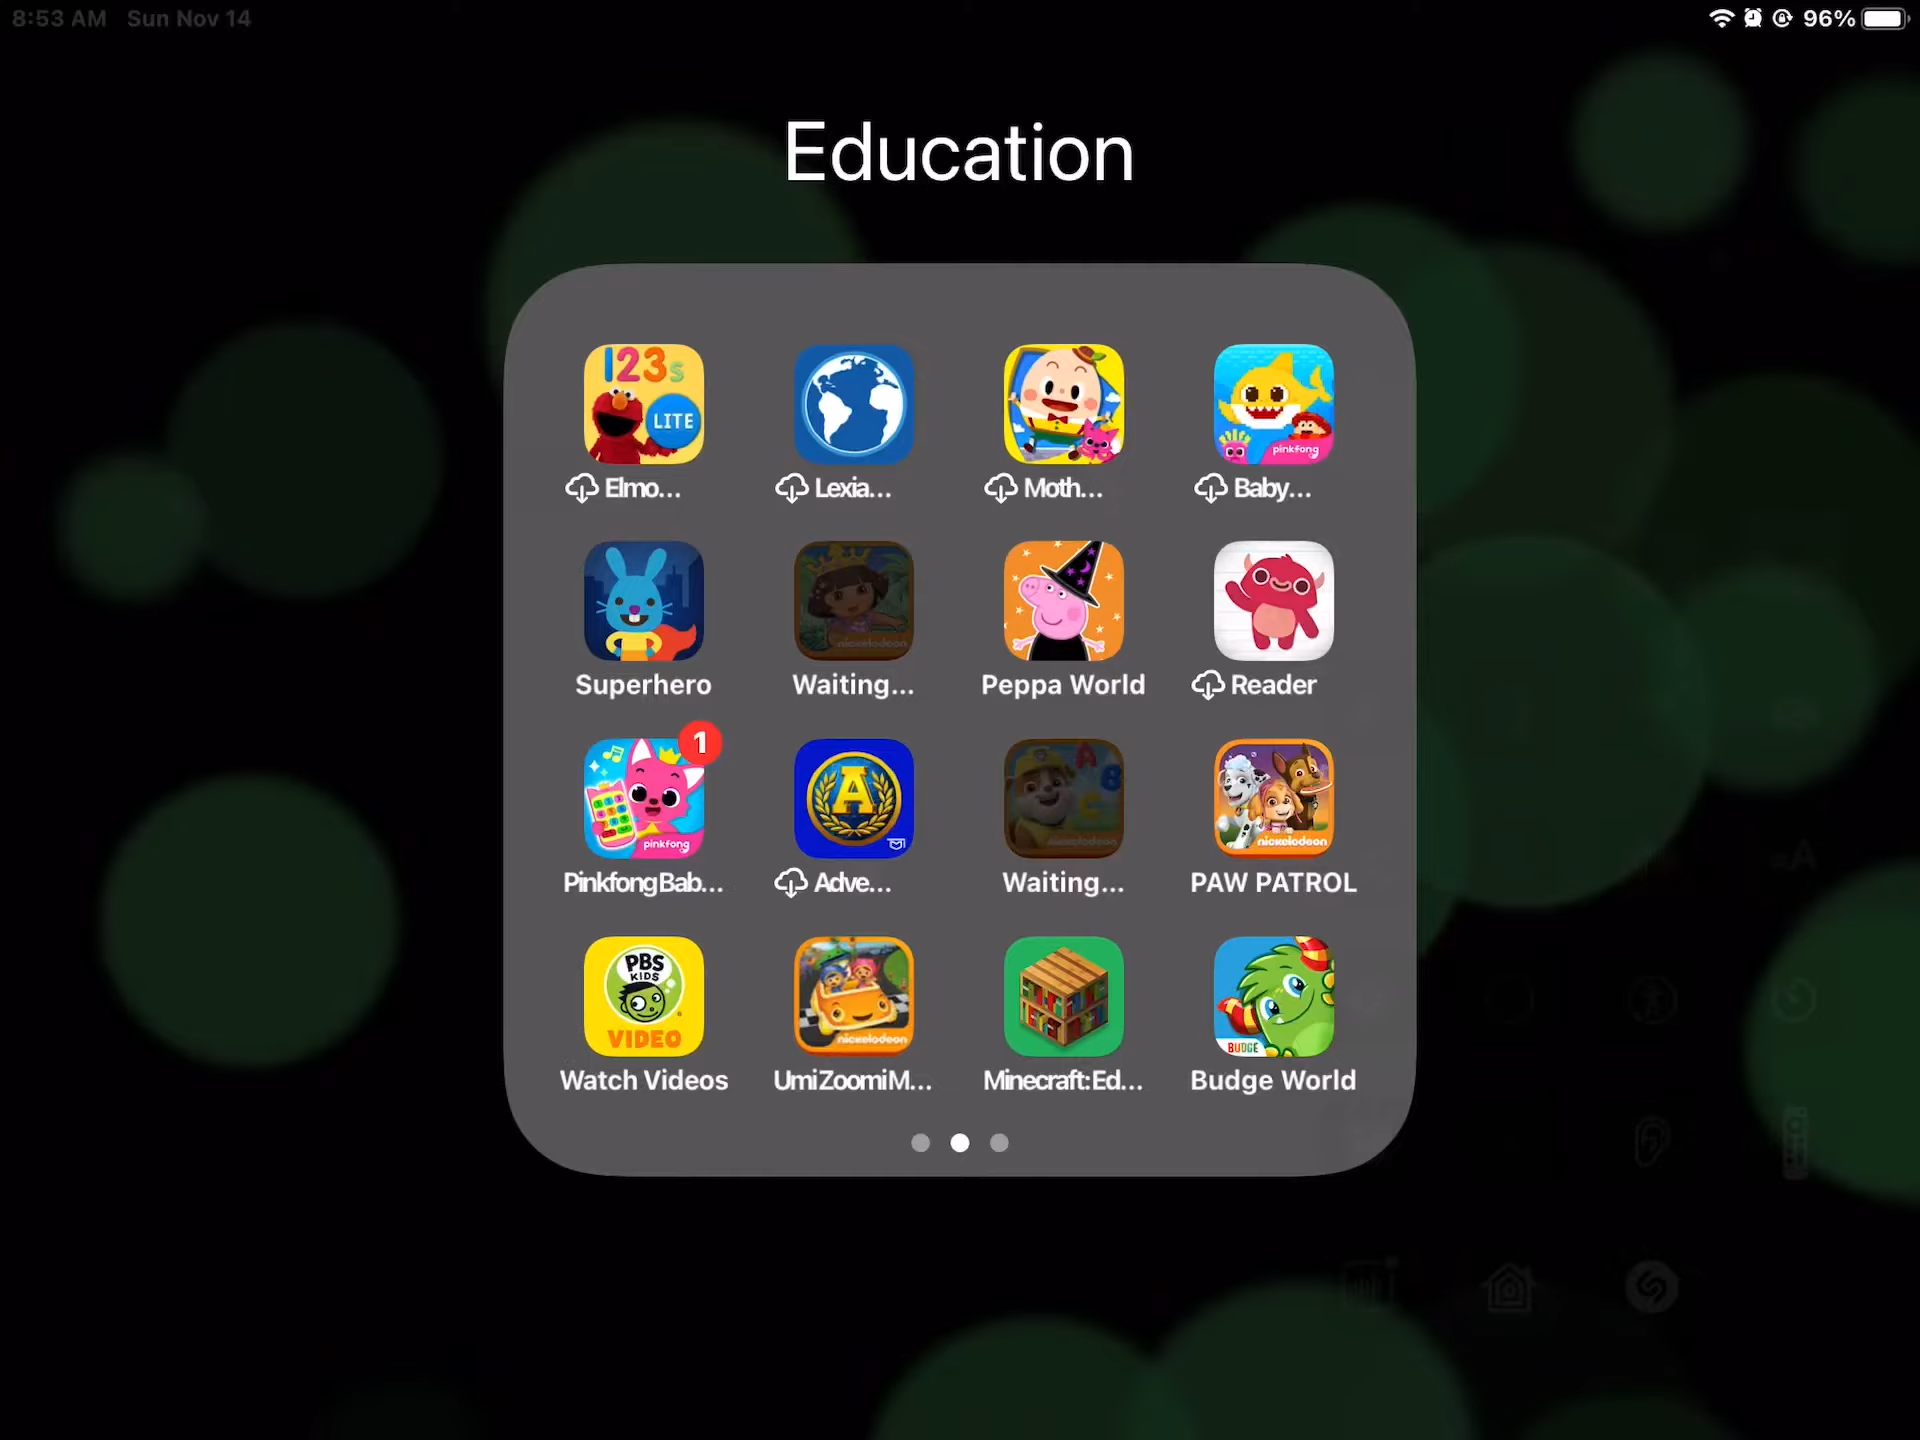 8:53 AM Sun Nov 14
96%
Education
123s
LITE
pinkfong
Elmo...
Lexia...
Moth...
Baby...
nickelodeon
Superhero
Waiting...
Peppa World
Reader
1
pinkfong
A
A
B
C
nickelodeon
nickelodeon
PinkfongBab...
Adve...
Waiting...
PAW PATROL
PBS
KIDS
VIDEO
nickelodeon
BUDGE
Watch Videos
UmiZoomiM...
Minecraft:Ed...
Budge World